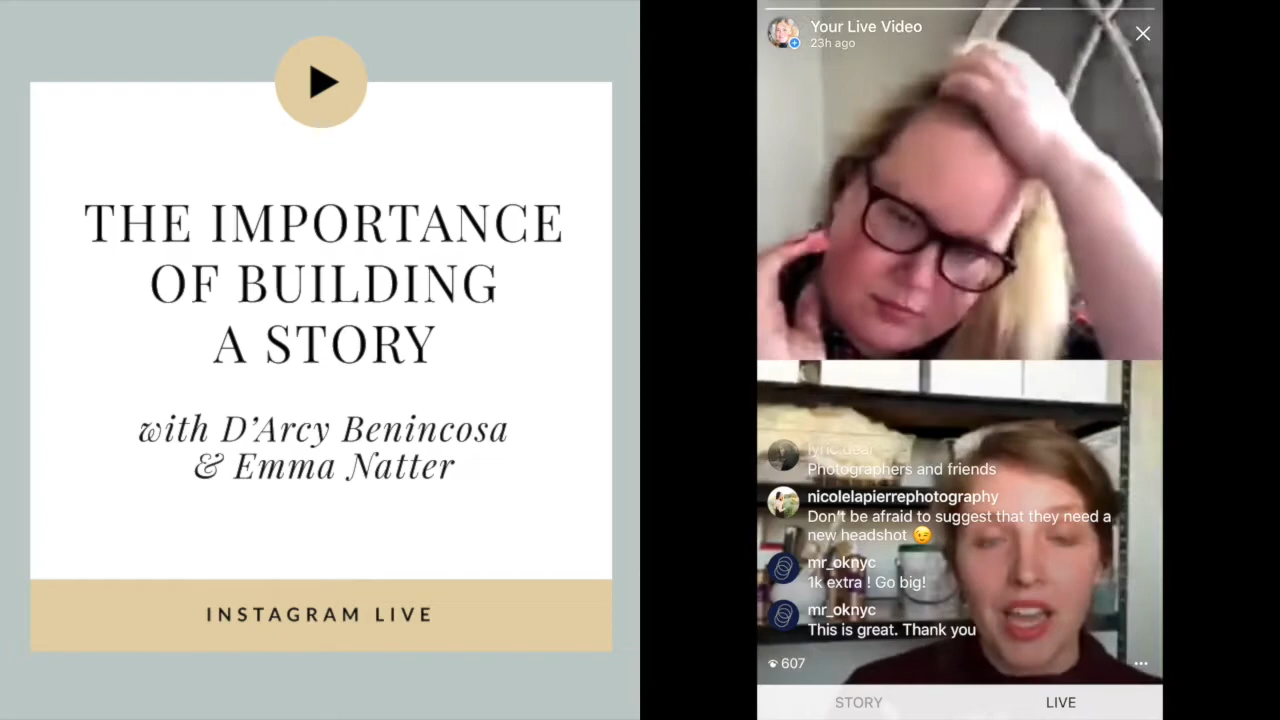 THE IMPORTANCE
OF BUILDING
A STORY
with D'Arcy Benincosa
& Emma Natter
INSTAGRAM LIVE
Your Live Video
23h ago
Photographers and friends
nicolelapierrephotography
Don't be afraid to suggest that they need a
new headshot 😉
mr_oknyc
1k extra ! Go big!
mr_oknyc
This is great. Thank you
607
STORY
LIVE